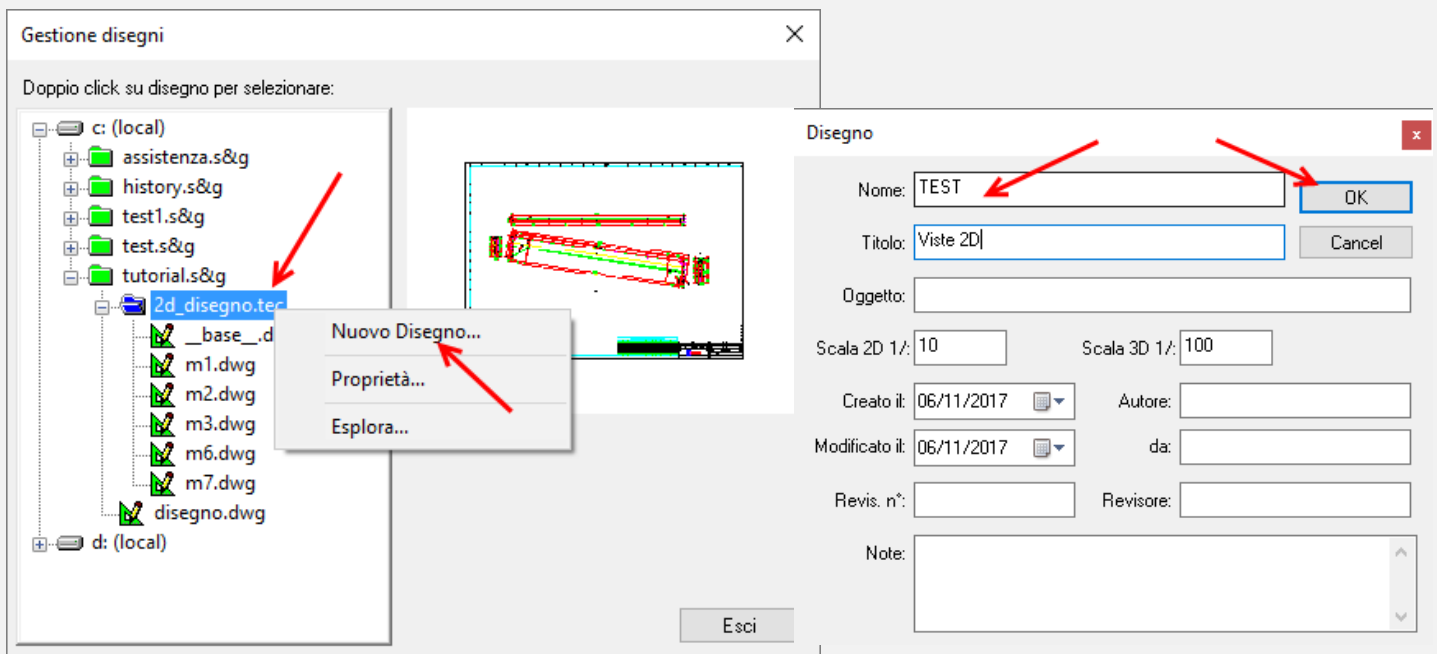 Gestione disegni
Doppio click su disegno per selezionare:
c: (local)
assistenza.s&g
history.s&g
test1.s&g
test.s&g
tutorial.s&g
2d_disegno.tec
__base__.d
m1.dwg
m2.dwg
m3.dwg
m6.dwg
m7.dwg
disegno.dwg
d: (local)
Nuovo Disegno...
Proprietà...
Esplora...
Esci
Disegno
Nome: TEST
OK
Titolo: Viste 2D
Cancel
Oggetto:
Scala 2D 1/: 10 Scala 3D 1/: 100
Creato il: 06/11/2017 Autore:
Modificato il: 06/11/2017 da:
Revis. n°: Revisore:
Note: